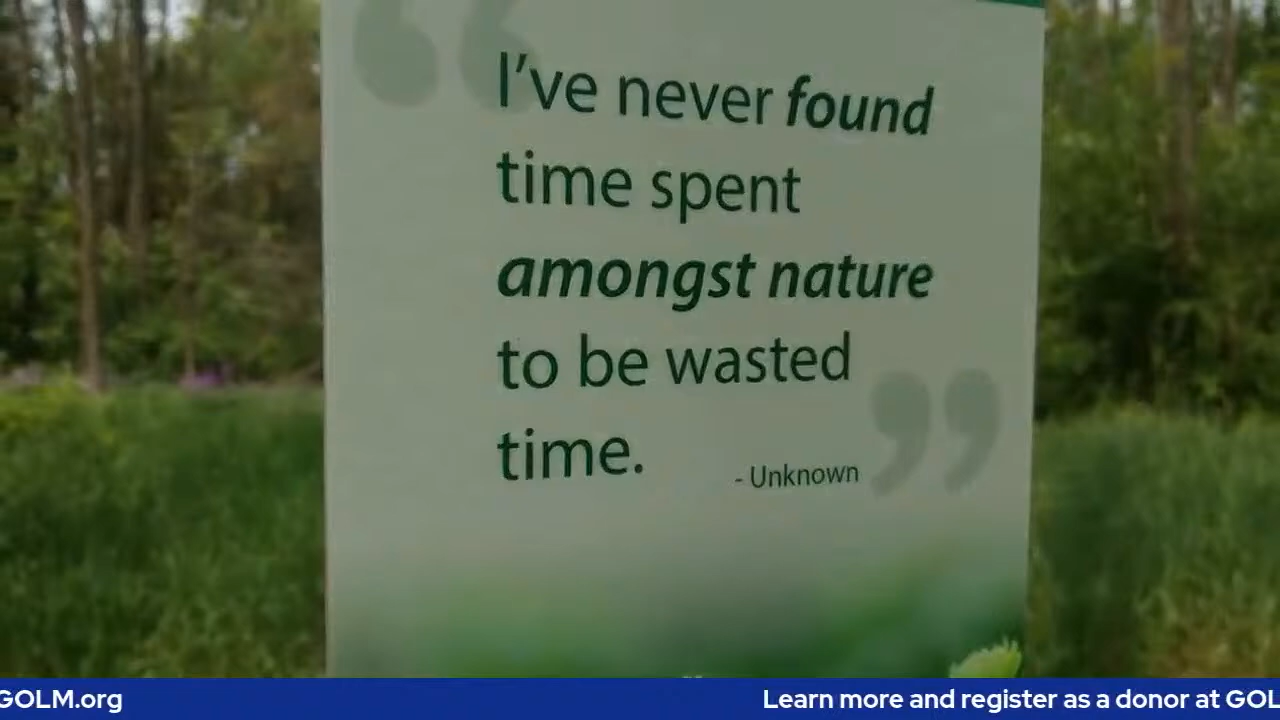 I've never found
time spent
amongst nature
to be wasted
time.
- Unknown
GOLM.org
Learn more and register as a donor at GOL